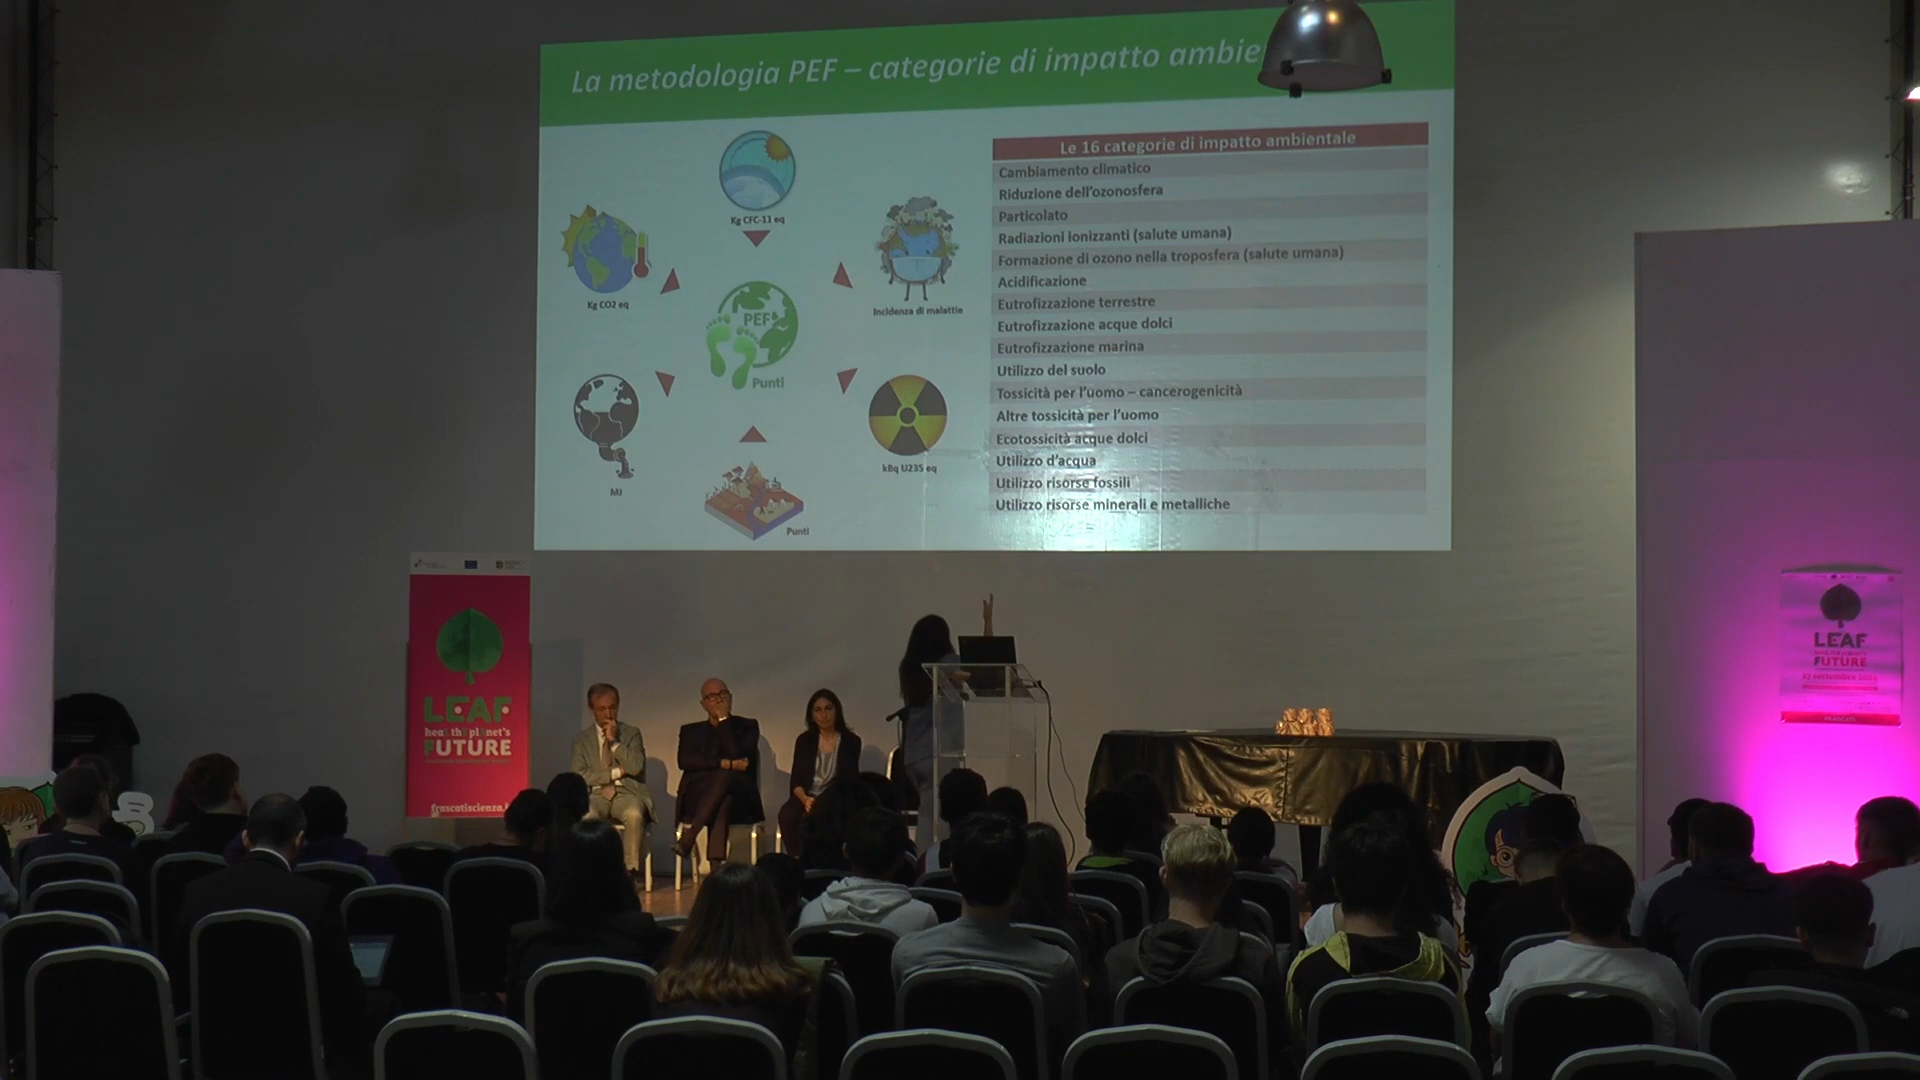 La metodologia PEF – categorie di impatto ambie
Kg CFC-11 eq
Kg CO2 eq
Incidenza di malattie
PEF
Punti
MJ
kBq U235 eq
Punti
Le 16 categorie di impatto ambientale
Cambiamento climatico
Riduzione dell'ozonosfera
Particolato
Radiazioni ionizzanti (salute umana)
Formazione di ozono nella troposfera (salute umana)
Acidificazione
Eutrofizzazione terrestre
Eutrofizzazione acque dolci
Eutrofizzazione marina
Utilizzo del suolo
Tossicità per l'uomo – cancerogenicità
Altre tossicità per l'uomo
Ecotossicità acque dolci
Utilizzo d'acqua
Utilizzo risorse fossili
Utilizzo risorse minerali e metalliche
LEAF
FUTURE
LEAF
FUTURE
FRASCATI